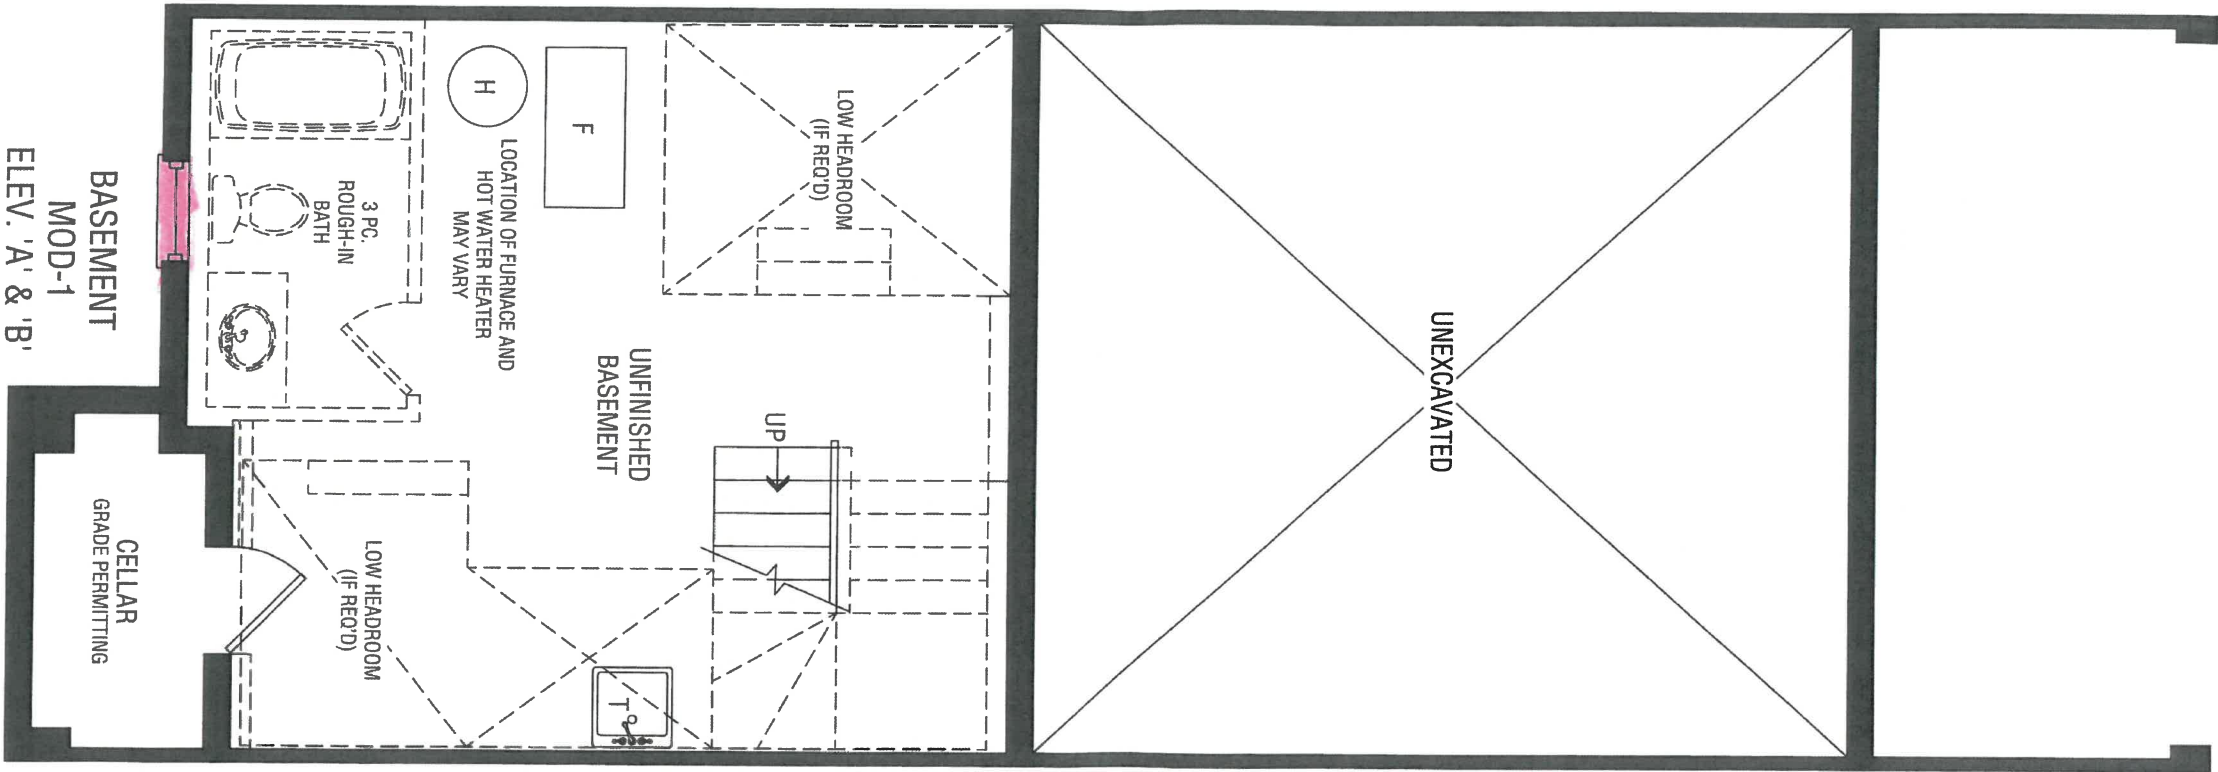 UNEXCAVATED
LOW HEADROOM
(IF REQ'D)
UP
UNFINISHED
BASEMENT
F
H
LOCATION OF FURNACE AND
HOT WATER HEATER
MAY VARY
T
3 PC.
ROUGH-IN
BATH
LOW HEADROOM
(IF REQ'D)
CELLAR
GRADE PERMITTING
BASEMENT
MOD-1
ELEV. 'A' & 'B'